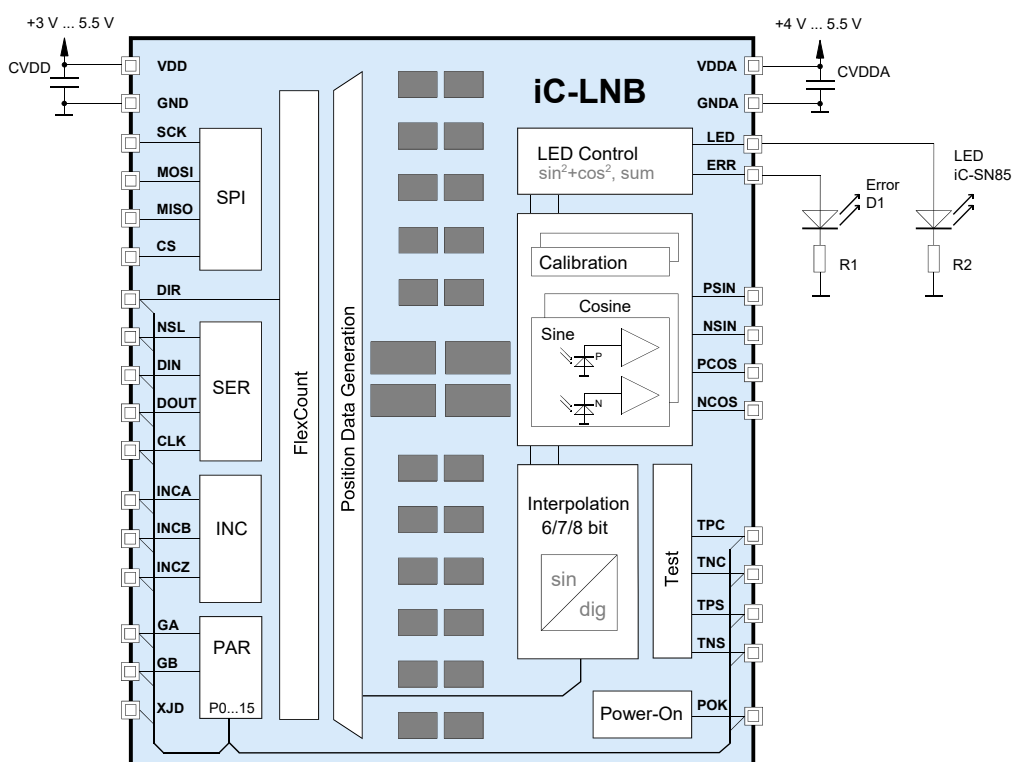 +3 V ... 5.5 V
CVDD
VDD
GND
SCK
MOSI
MISO
CS
SPI
DIR
NSL
DIN
DOUT
CLK
SER
INCA
INCB
INCZ
INC
GA
GB
XJD
PAR
P0...15
FlexCount
Position Data Generation
iC-LNB
LED Control
sin²+cos², sum
Calibration
Cosine
Sine
P
N
Interpolation
6/7/8 bit
sin
dig
Test
Power-On
+4 V ... 5.5 V
VDDA
CVDDA
GNDA
LED
ERR
Error
D1
R1
LED
iC-SN85
R2
PSIN
NSIN
PCOS
NCOS
TPC
TNC
TPS
TNS
POK